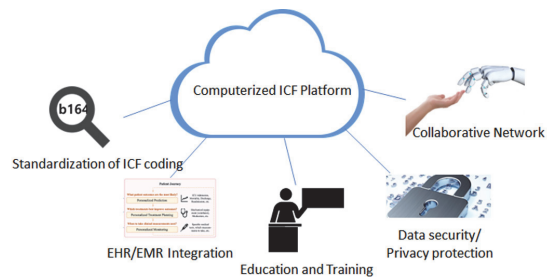 Computerized ICF Platform
b164
Collaborative Network
Standardization of ICF coding
Patient Journey
Personalized Prediction
Personalized Treatment Planning
Personalized Monitoring
EHR/EMR Integration
Data security/
Privacy protection
Education and Training